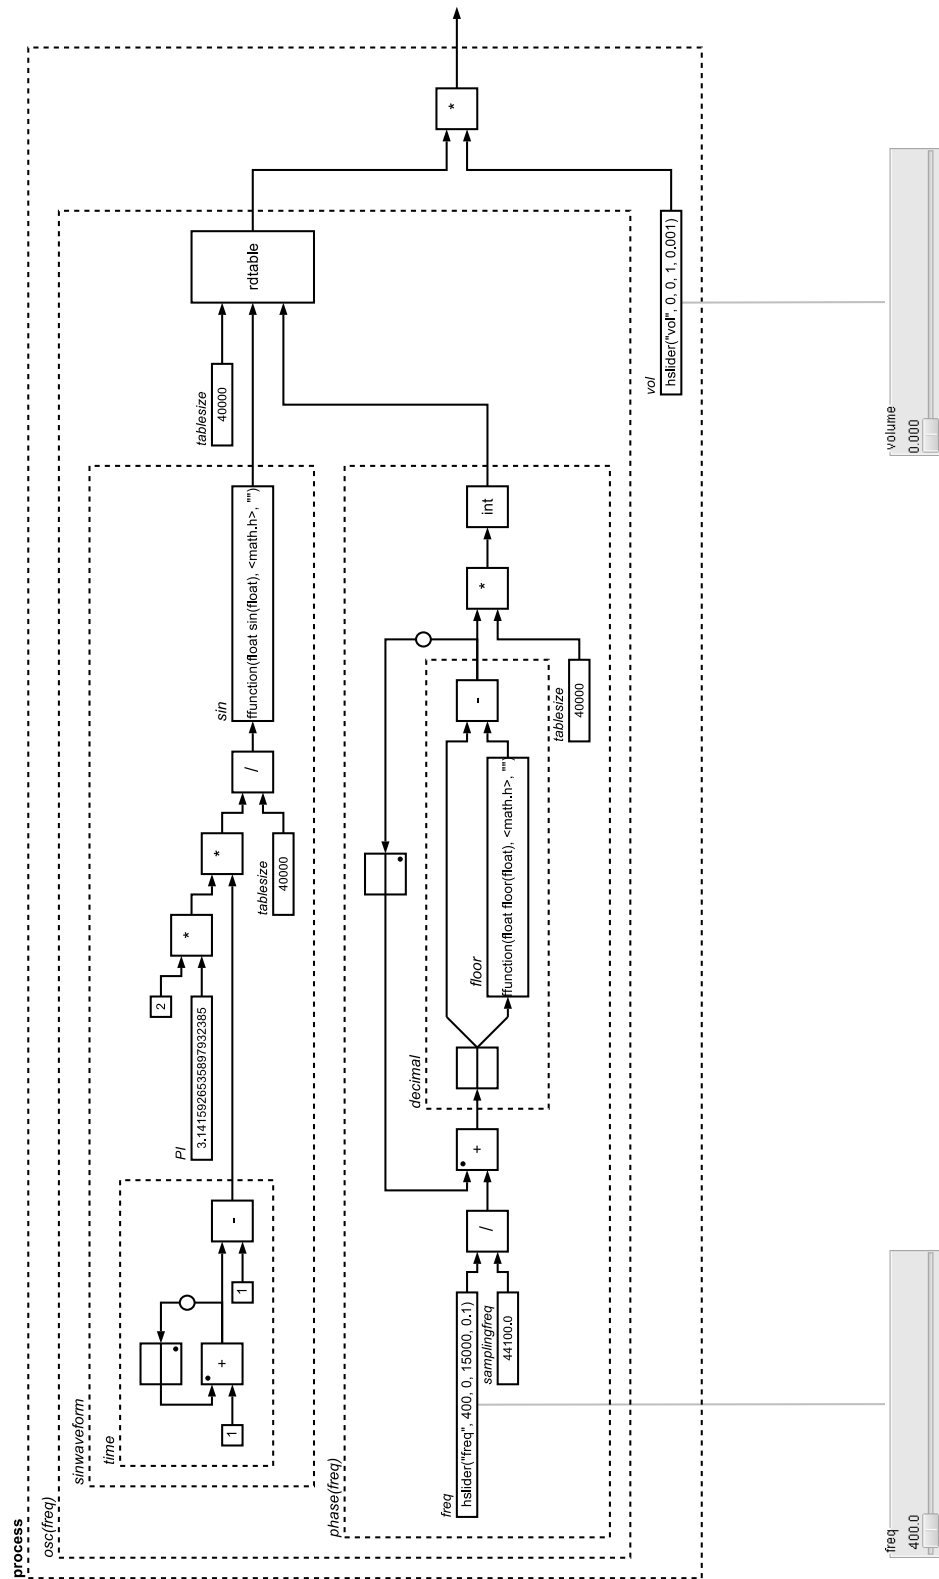 process
osc(freq)
sinwaveform
time
1
+
1
-
PI
3.1415926535897932385
2
*
*
tablesize
40000
/
sin
ffunction(float sin(float), <math.h>, "")
tablesize
40000
rdtable
phase(freq)
freq
hslider("freq", 400, 0, 15000, 0.1)
samplingfreq
44100.0
/
+
decimal
floor
ffunction(float floor(float), <math.h>, "")
-
tablesize
40000
*
int
vol
hslider("vol", 0, 0, 1, 0.001)
*
freq
400.0
volume
0.000